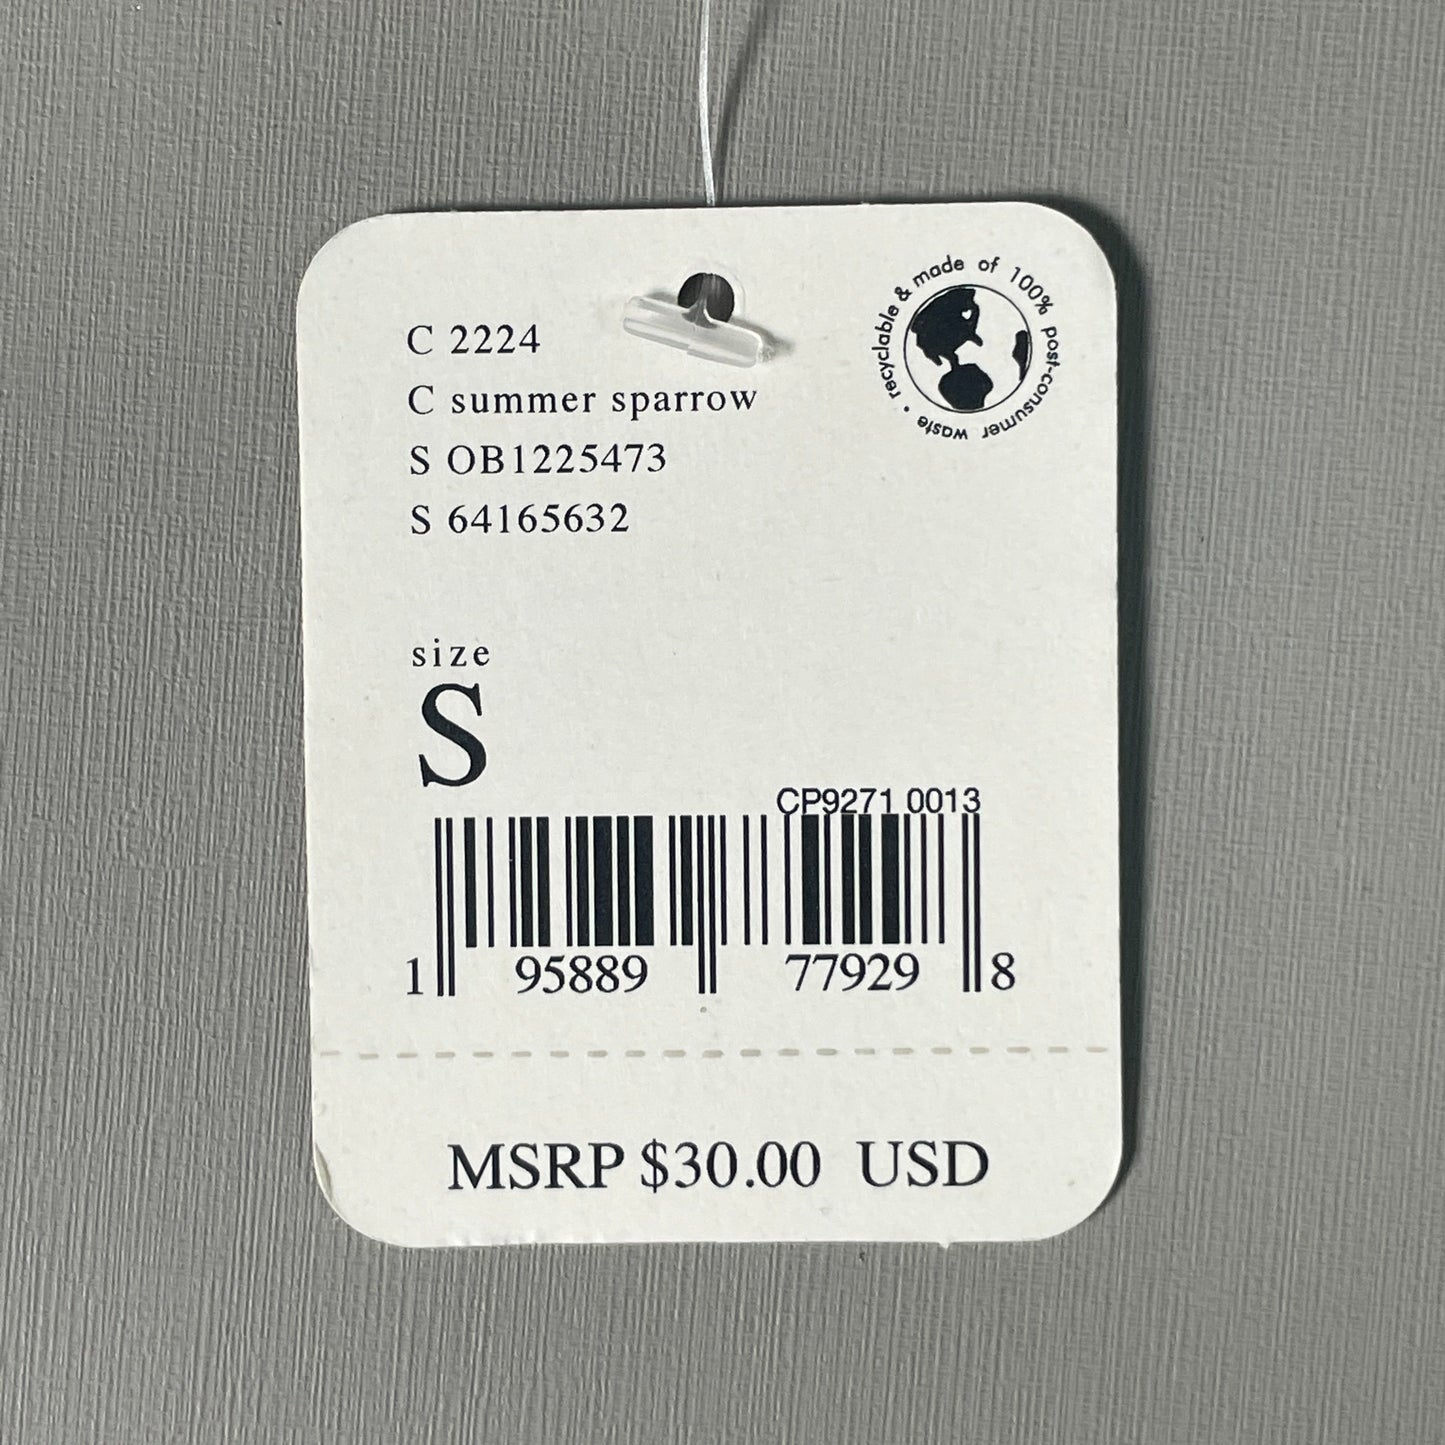 C 2224
C summer sparrow
S OB1225473
S 64165632
recyclable & made of 100% post-consumer waste •
size
S
CP9271 0013
1 95889 77929 8
MSRP $30.00 USD